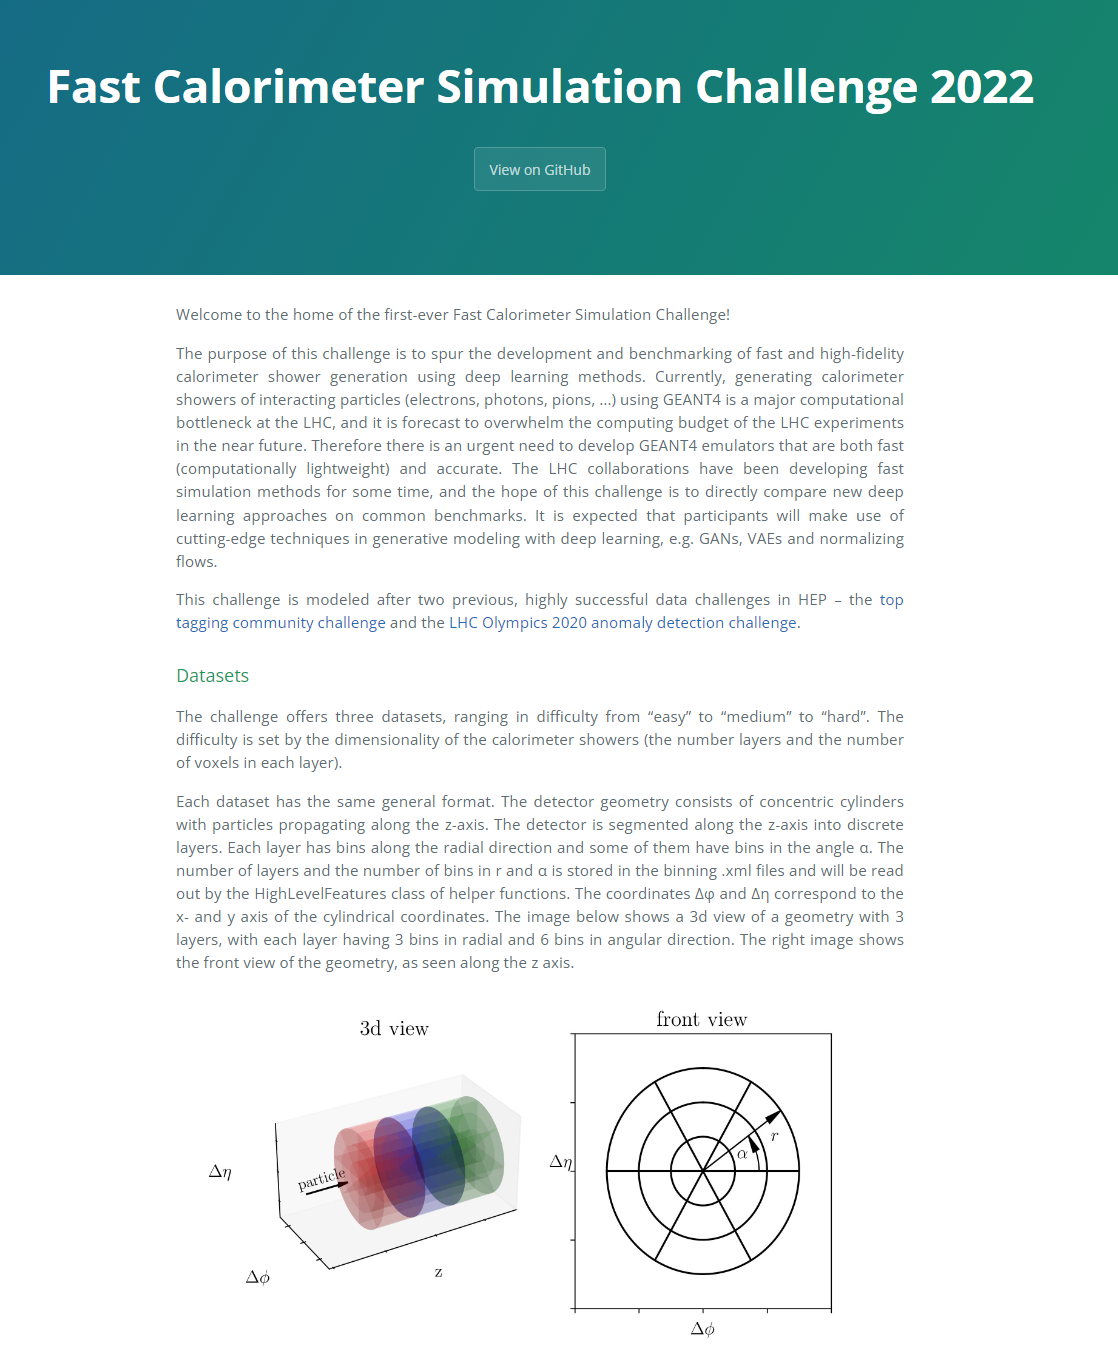 Fast Calorimeter Simulation Challenge 2022
View on GitHub
Welcome to the home of the first-ever Fast Calorimeter Simulation Challenge!
The purpose of this challenge is to spur the development and benchmarking of fast and high-fidelity
calorimeter shower generation using deep learning methods. Currently, generating calorimeter
showers of interacting particles (electrons, photons, pions, …) using GEANT4 is a major computational
bottleneck at the LHC, and it is forecast to overwhelm the computing budget of the LHC experiments
in the near future. Therefore there is an urgent need to develop GEANT4 emulators that are both fast
(computationally lightweight) and accurate. The LHC collaborations have been developing fast
simulation methods for some time, and the hope of this challenge is to directly compare new deep
learning approaches on common benchmarks. It is expected that participants will make use of
cutting-edge techniques in generative modeling with deep learning, e.g. GANs, VAEs and normalizing
flows.
This challenge is modeled after two previous, highly successful data challenges in HEP – the top
tagging community challenge and the LHC Olympics 2020 anomaly detection challenge.
Datasets
The challenge offers three datasets, ranging in difficulty from “easy” to “medium” to “hard”. The
difficulty is set by the dimensionality of the calorimeter showers (the number layers and the number
of voxels in each layer).
Each dataset has the same general format. The detector geometry consists of concentric cylinders
with particles propagating along the z-axis. The detector is segmented along the z-axis into discrete
layers. Each layer has bins along the radial direction and some of them have bins in the angle α. The
number of layers and the number of bins in r and α is stored in the binning .xml files and will be read
out by the HighLevelFeatures class of helper functions. The coordinates Δφ and Δη correspond to the
x- and y axis of the cylindrical coordinates. The image below shows a 3d view of a geometry with 3
layers, with each layer having 3 bins in radial and 6 bins in angular direction. The right image shows
the front view of the geometry, as seen along the z axis.
3d view
particle
Δη
Δϕ
z
front view
Δη
α
r
Δϕ